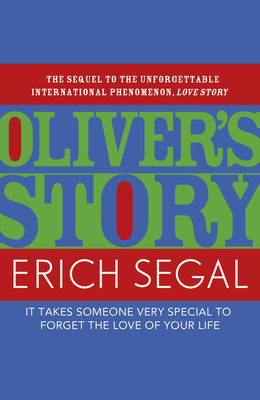 THE SEQUEL TO THE UNFORGETTABLE
INTERNATIONAL PHENOMENON, LOVE STORY
OLIVER'S
STORY
ERICH SEGAL
IT TAKES SOMEONE VERY SPECIAL TO
FORGET THE LOVE OF YOUR LIFE